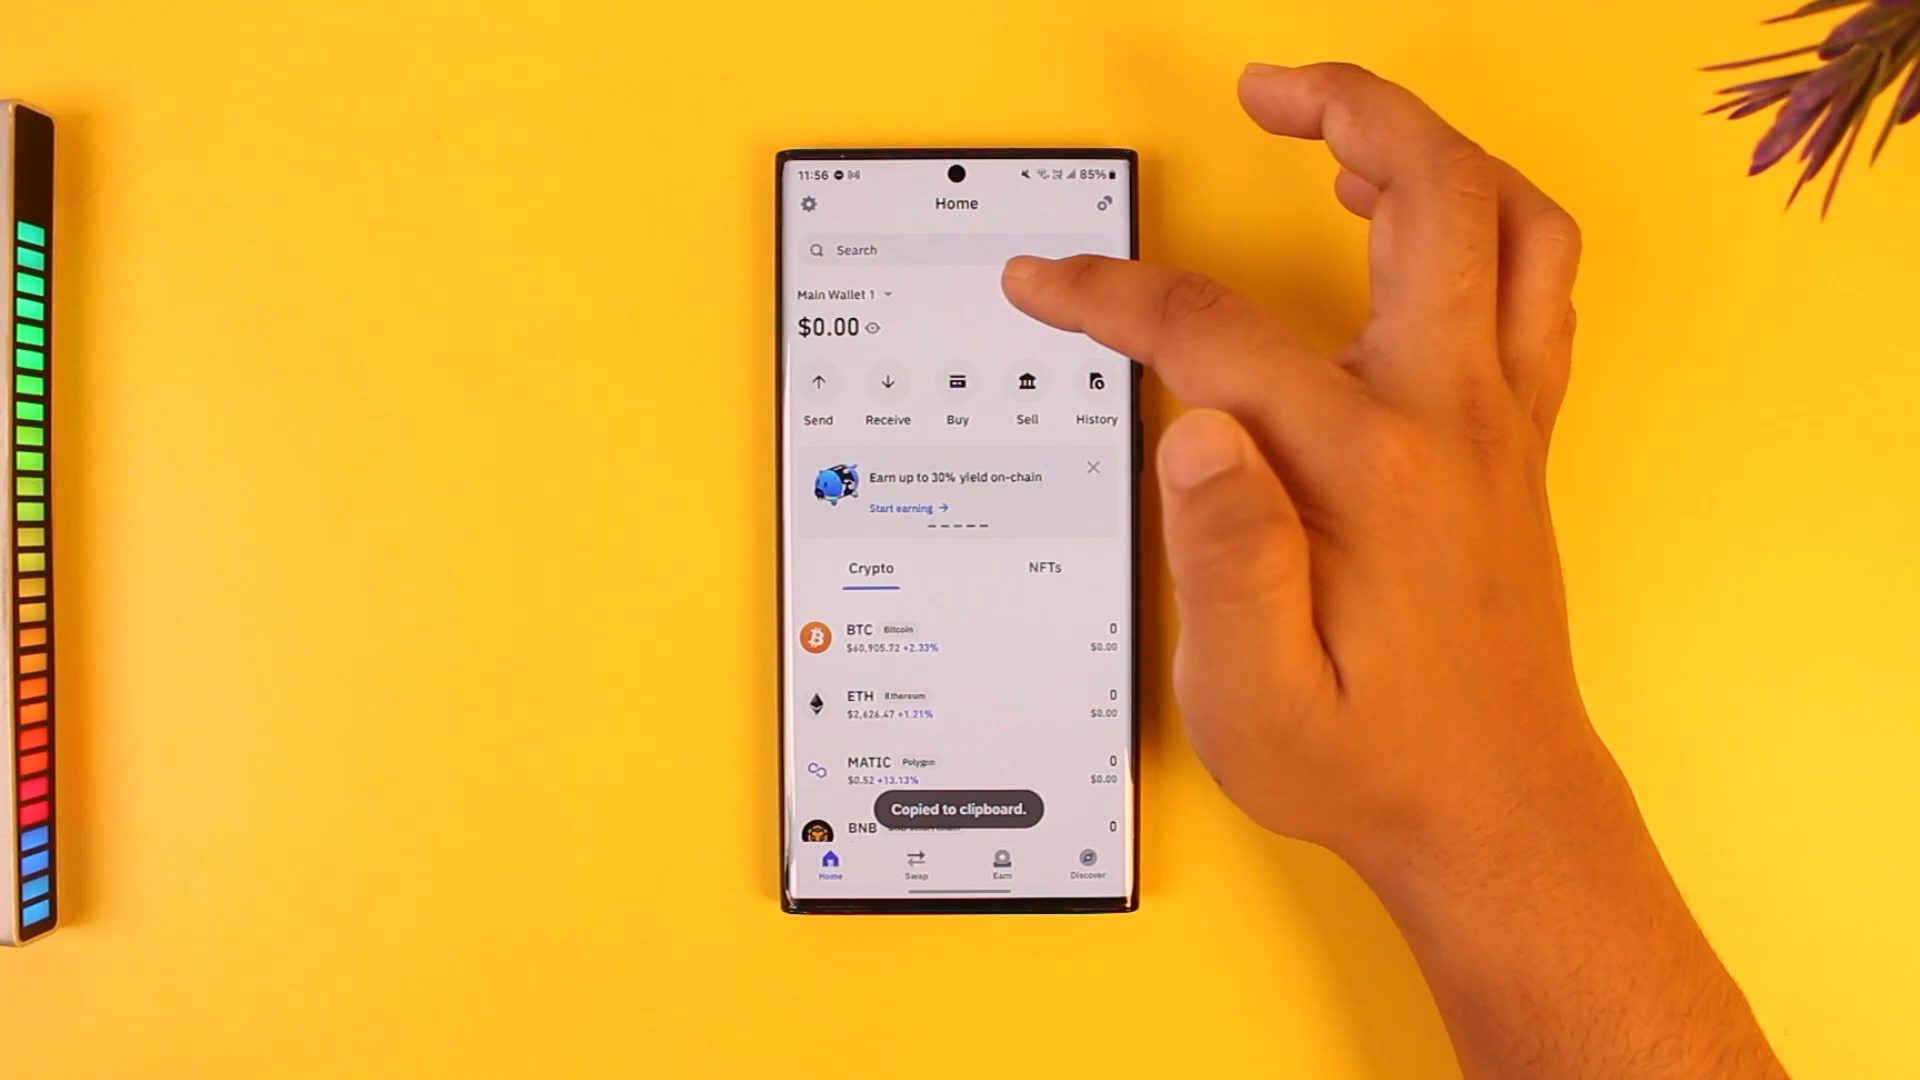 11:56 85%
Home
Search
Main Wallet 1
$0.00
Send Receive Buy Sell History
Earn up to 30% yield on-chain
Start earning →
Crypto NFTs
BTC Bitcoin 0
$60,905.72 +2.33% $0.00
ETH Ethereum 0
$2,626.47 +1.21% $0.00
MATIC Polygon 0
$0.52 +13.13% $0.00
Copied to clipboard.
BNB 0
Home Swap Earn Discover